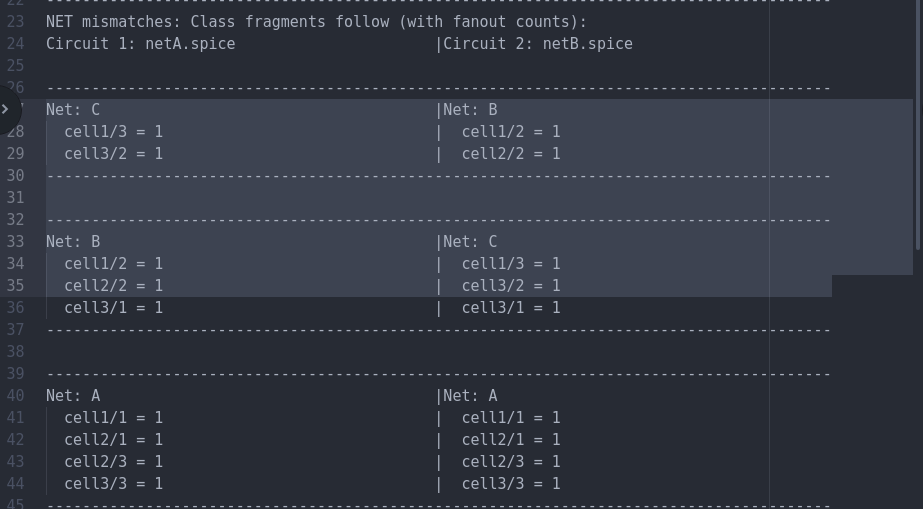 22 --------------------------------------------------------------------------------------
23 NET mismatches: Class fragments follow (with fanout counts):
24 Circuit 1: netA.spice                      |Circuit 2: netB.spice
25
26 ---------------------------------------------------------------------------------------
Net: C                                     |Net: B
28   cell1/3 = 1                              |  cell1/2 = 1
29   cell3/2 = 1                              |  cell2/2 = 1
30 ---------------------------------------------------------------------------------------
31
32 ---------------------------------------------------------------------------------------
33 Net: B                                     |Net: C
34   cell1/2 = 1                              |  cell1/3 = 1
35   cell2/2 = 1                              |  cell3/2 = 1
36   cell3/1 = 1                              |  cell3/1 = 1
37 ---------------------------------------------------------------------------------------
38
39 ---------------------------------------------------------------------------------------
40 Net: A                                     |Net: A
41   cell1/1 = 1                              |  cell1/1 = 1
42   cell2/1 = 1                              |  cell2/1 = 1
43   cell2/3 = 1                              |  cell2/3 = 1
44   cell3/3 = 1                              |  cell3/3 = 1
45 ---------------------------------------------------------------------------------------